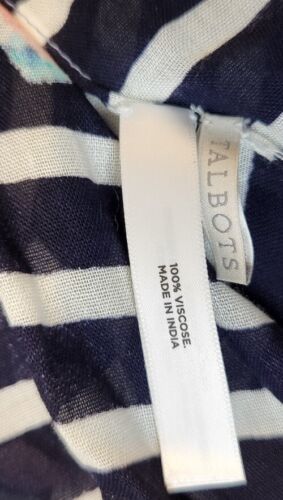 TALBOTS
100% VISCOSE.
MADE IN INDIA